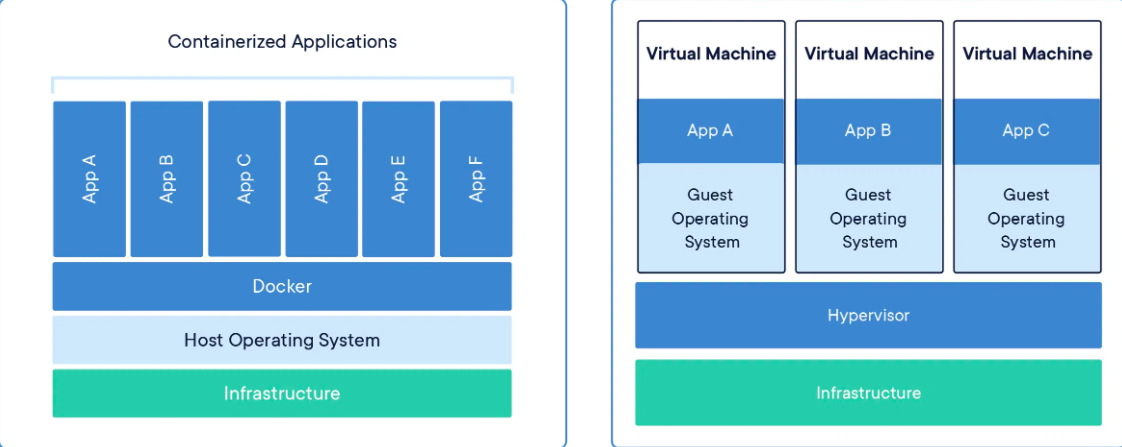 Containerized Applications
App A
App B
App C
App D
App E
App F
Docker
Host Operating System
Infrastructure
Virtual Machine
App A
Guest
Operating
System
Virtual Machine
App B
Guest
Operating
System
Virtual Machine
App C
Guest
Operating
System
Hypervisor
Infrastructure